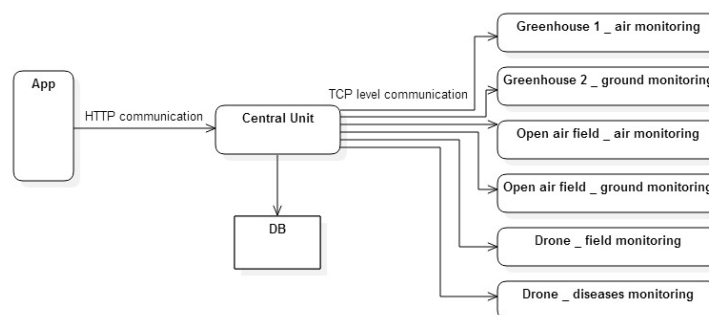 Greenhouse 1 _ air monitoring
App
Greenhouse 2 _ ground monitoring
TCP level communication
HTTP communication
Central Unit
Open air field _ air monitoring
Open air field _ ground monitoring
DB
Drone _ field monitoring
Drone _ diseases monitoring